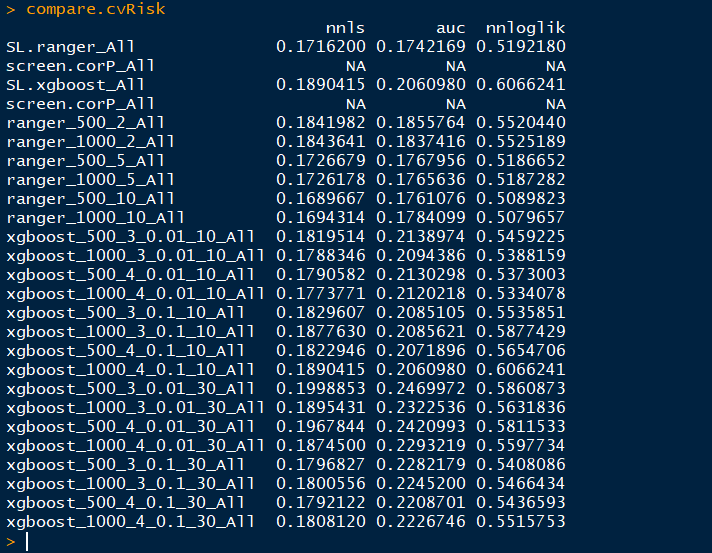 > compare.cvRisk
nnls auc nnloglik
SL.ranger_All 0.1716200 0.1742169 0.5192180
screen.corP_All NA NA NA
SL.xgboost_All 0.1890415 0.2060980 0.6066241
screen.corP_All NA NA NA
ranger_500_2_All 0.1841982 0.1855764 0.5520440
ranger_1000_2_All 0.1843641 0.1837416 0.5525189
ranger_500_5_All 0.1726679 0.1767956 0.5186652
ranger_1000_5_All 0.1726178 0.1765636 0.5187282
ranger_500_10_All 0.1689667 0.1761076 0.5089823
ranger_1000_10_All 0.1694314 0.1784099 0.5079657
xgboost_500_3_0.01_10_All 0.1819514 0.2138974 0.5459225
xgboost_1000_3_0.01_10_All 0.1788346 0.2094386 0.5388159
xgboost_500_4_0.01_10_All 0.1790582 0.2130298 0.5373003
xgboost_1000_4_0.01_10_All 0.1773771 0.2120218 0.5334078
xgboost_500_3_0.1_10_All 0.1829607 0.2085105 0.5535851
xgboost_1000_3_0.1_10_All 0.1877630 0.2085621 0.5877429
xgboost_500_4_0.1_10_All 0.1822946 0.2071896 0.5654706
xgboost_1000_4_0.1_10_All 0.1890415 0.2060980 0.6066241
xgboost_500_3_0.01_30_All 0.1998853 0.2469972 0.5860873
xgboost_1000_3_0.01_30_All 0.1895431 0.2322536 0.5631836
xgboost_500_4_0.01_30_All 0.1967844 0.2420993 0.5811533
xgboost_1000_4_0.01_30_All 0.1874500 0.2293219 0.5597734
xgboost_500_3_0.1_30_All 0.1796827 0.2282179 0.5408086
xgboost_1000_3_0.1_30_All 0.1800556 0.2245200 0.5466434
xgboost_500_4_0.1_30_All 0.1792122 0.2208701 0.5436593
xgboost_1000_4_0.1_30_All 0.1808120 0.2226746 0.5515753
>